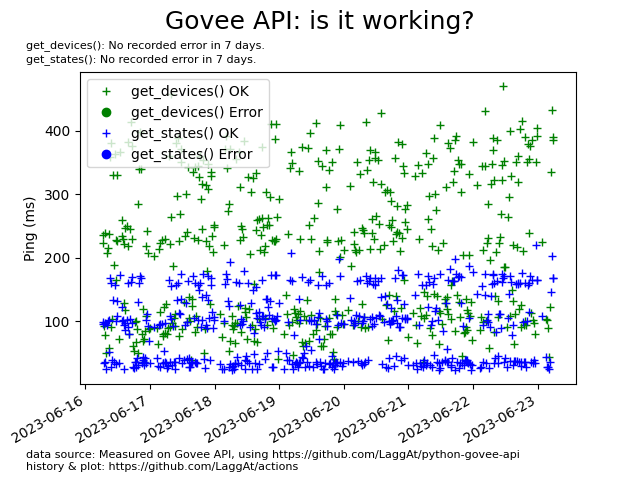 Govee API: is it working?
get_devices(): No recorded error in 7 days.
get_states(): No recorded error in 7 days.
get_devices() OK
get_devices() Error
get_states() OK
get_states() Error
Ping (ms)
400
300
200
100
2023-06-16
2023-06-17
2023-06-18
2023-06-19
2023-06-20
2023-06-21
2023-06-22
2023-06-23
data source: Measured on Govee API, using https://github.com/LaggAt/python-govee-api
history & plot: https://github.com/LaggAt/actions